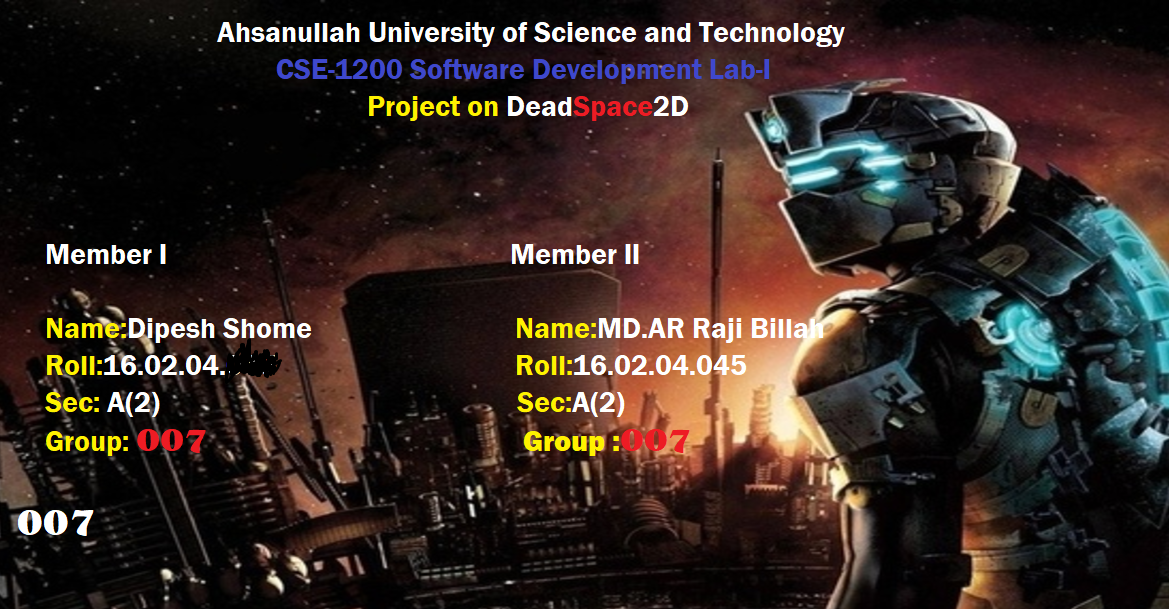 Ahsanullah University of Science and Technology
CSE-1200 Software Development Lab-I
Project on DeadSpace2D
Member I
Name:Dipesh Shome
Roll:16.02.04.
Sec: A(2)
Group: 007
Member II
Name:MD.AR Raji Billah
Roll:16.02.04.045
Sec:A(2)
Group :007
007